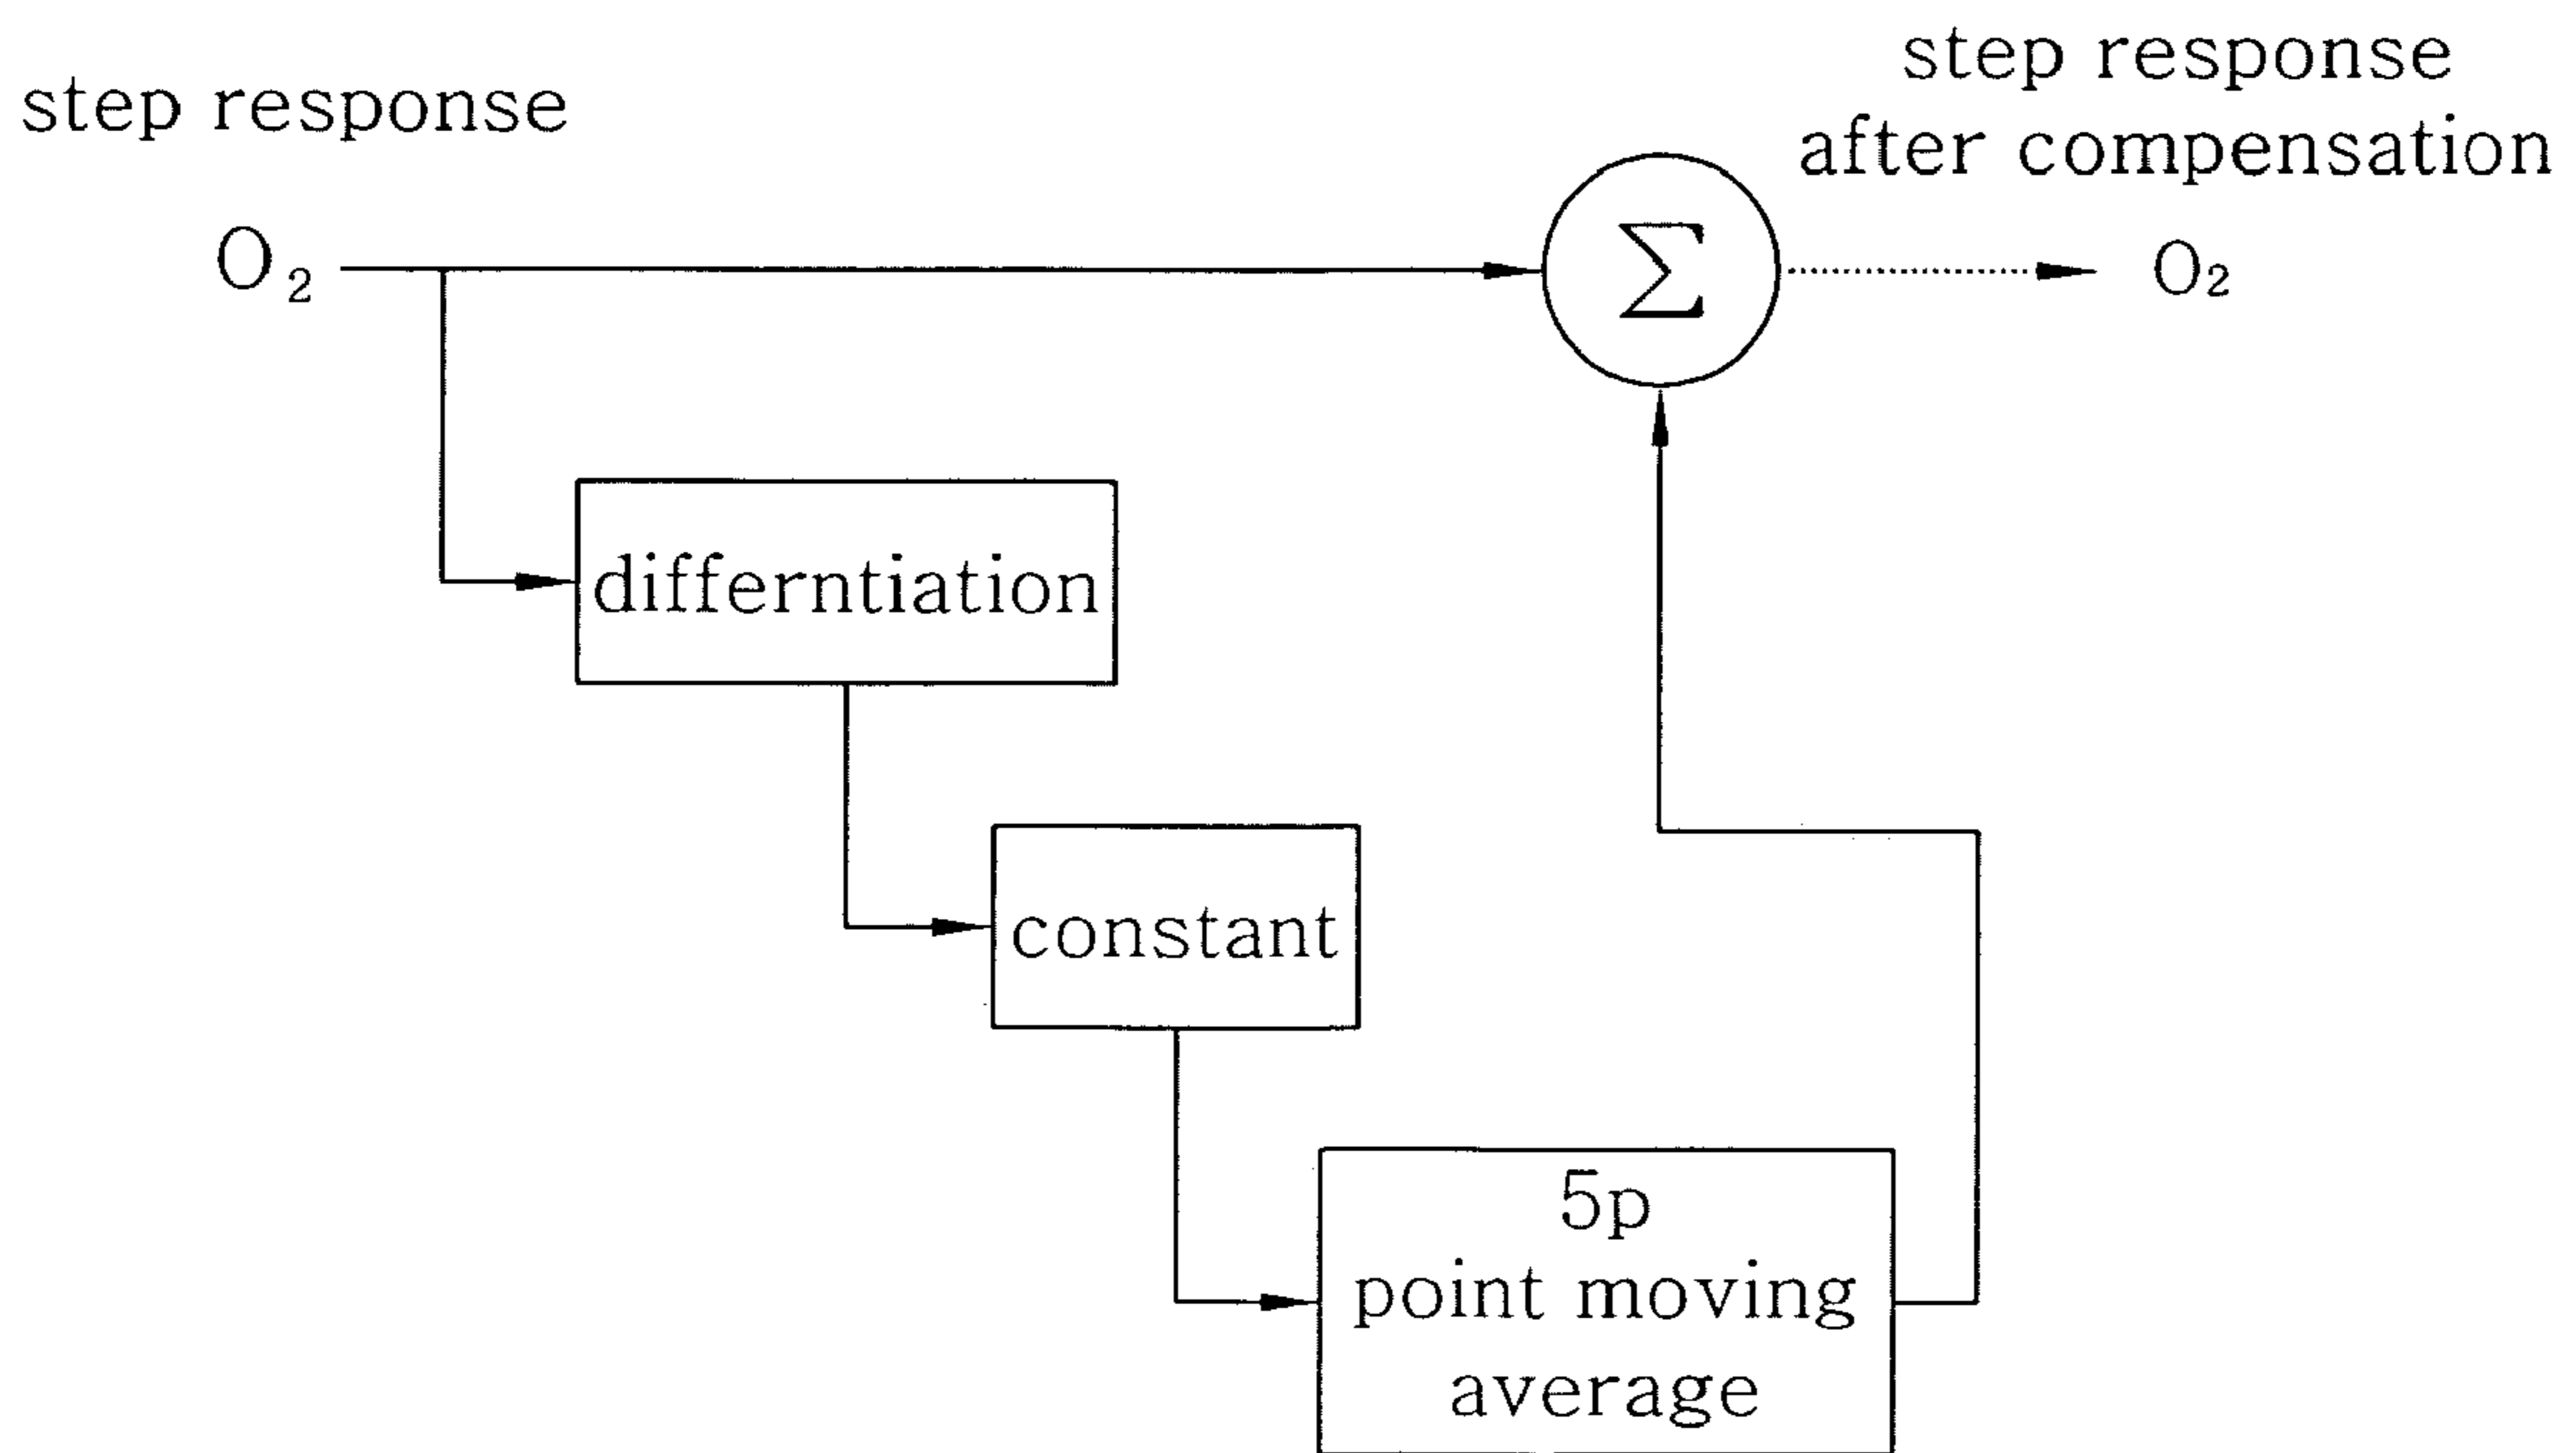 step response
step response
after compensation
O₂
Σ
O₂
differntiation
constant
5p
point moving
average